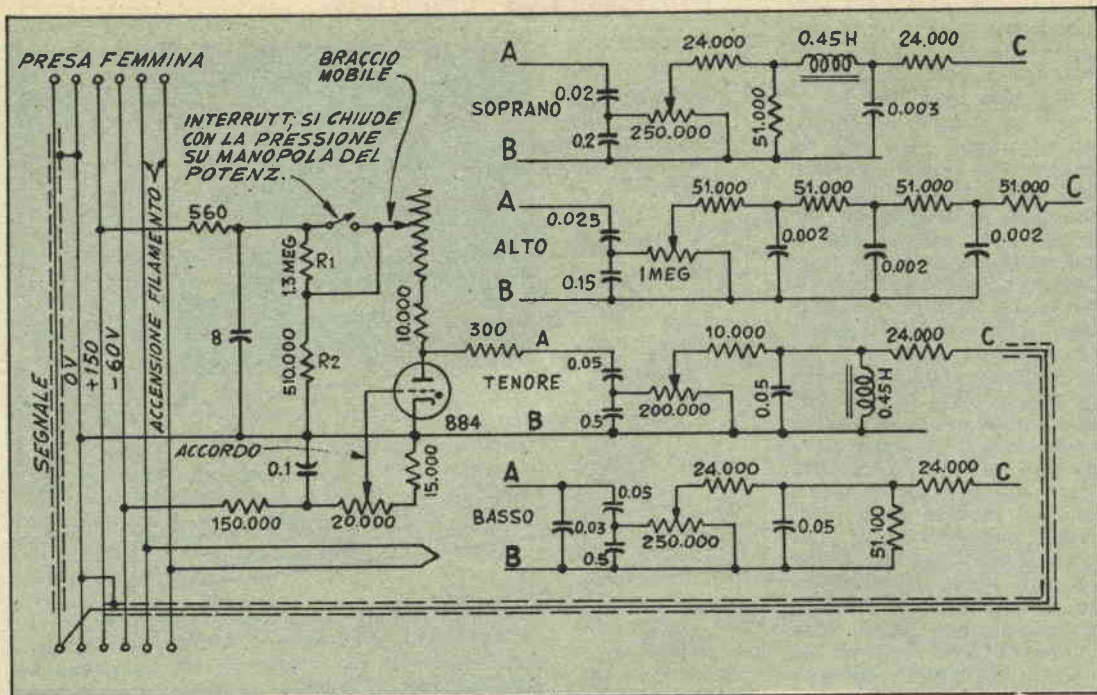 PRESA FEMMINA
SEGNALE
0V
+150
-60V
ACCENSIONE FILAMENTO
BRACCIO
MOBILE
INTERRUTT; SI CHIUDE
CON LA PRESSIONE
SU MANOPOLA DEL
POTENZ.
560
8
1.3 MEG
R1
510.000
R2
10.000
300
A
884
B
ACCORDO
0.1
15.000
150.000
20.000
A
24.000
0.45H
24.000
C
0.02
SOPRANO
250.000
51.000
0.003
0.2
B
A
51.000
51.000
51.000
51.000
C
0.025
ALTO
1MEG
0.002
0.002
0.002
0.15
B
10.000
24.000
C
0.05
TENORE
200.000
0.05
0.45H
0.5
A
24.000
24.000
C
0.05
BASSO
0.03
250.000
0.05
51.100
0.5
B